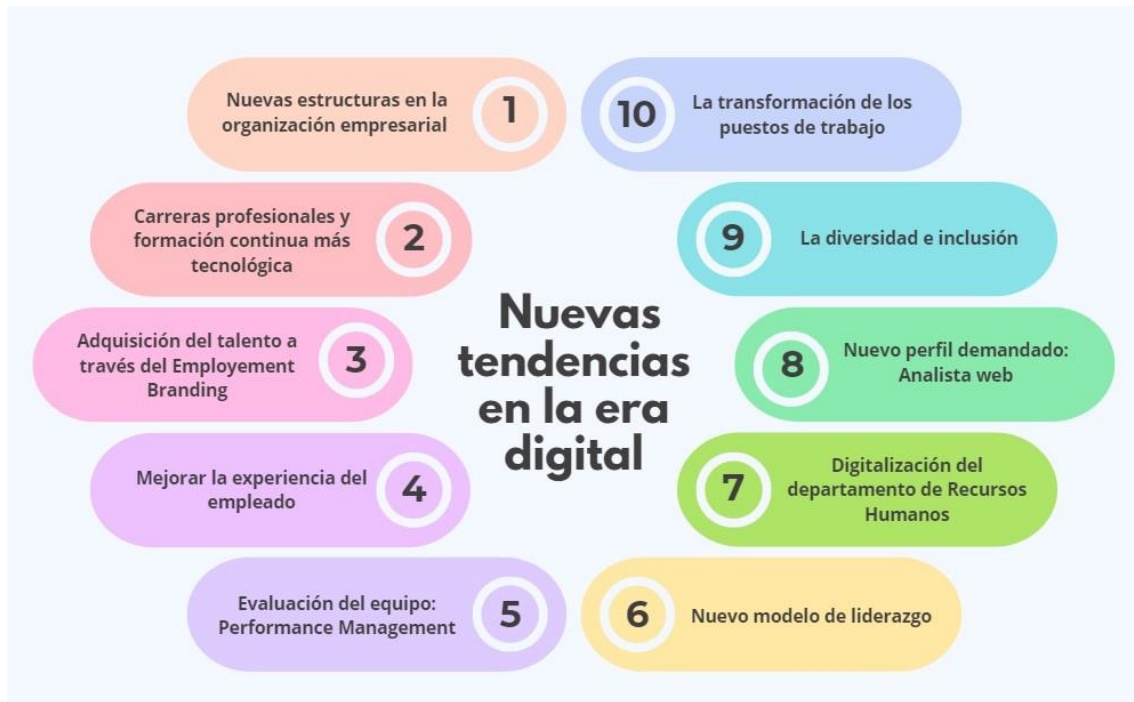 Nuevas tendencias
en la era
digital
Nuevas estructuras en la
organización empresarial
1
Carreras profesionales y
formación continua más
tecnológica
2
Adquisición del talento a
través del Employement
Branding
3
Mejorar la experiencia del
empleado
4
Evaluación del equipo:
Performance Management
5
6
Nuevo modelo de liderazgo
7
Digitalización del
departamento de Recursos
Humanos
8
Nuevo perfil demandado:
Analista web
9
La diversidad e inclusión
10
La transformación de los
puestos de trabajo